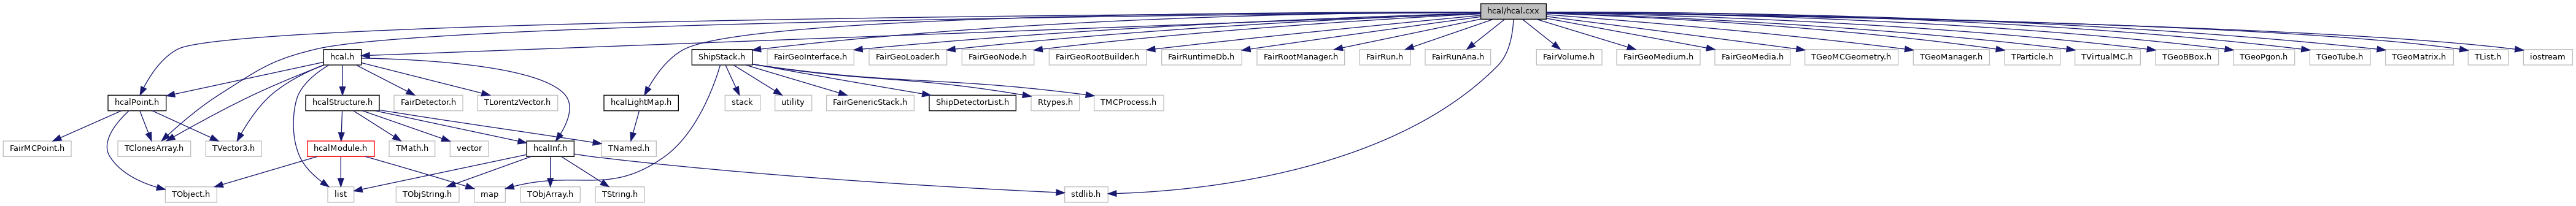 hcal/hcal.cxx
hcal.h
ShipStack.h
FairGeoInterface.h
FairGeoLoader.h
FairGeoNode.h
FairGeoRootBuilder.h
FairRuntimeDb.h
FairRootManager.h
FairRun.h
FairRunAna.h
FairVolume.h
FairGeoMedium.h
FairGeoMedia.h
TGeoMCGeometry.h
TGeoManager.h
TParticle.h
TVirtualMC.h
TGeoBBox.h
TGeoPgon.h
TGeoTube.h
TGeoMatrix.h
TList.h
iostream
hcalPoint.h
hcalStructure.h
FairDetector.h
TLorentzVector.h
hcalLightMap.h
stack
utility
FairGenericStack.h
ShipDetectorList.h
Rtypes.h
TMCProcess.h
FairMCPoint.h
TClonesArray.h
TVector3.h
hcalModule.h
TMath.h
vector
hcalInf.h
TNamed.h
TObject.h
list
TObjString.h
map
TObjArray.h
TString.h
stdlib.h